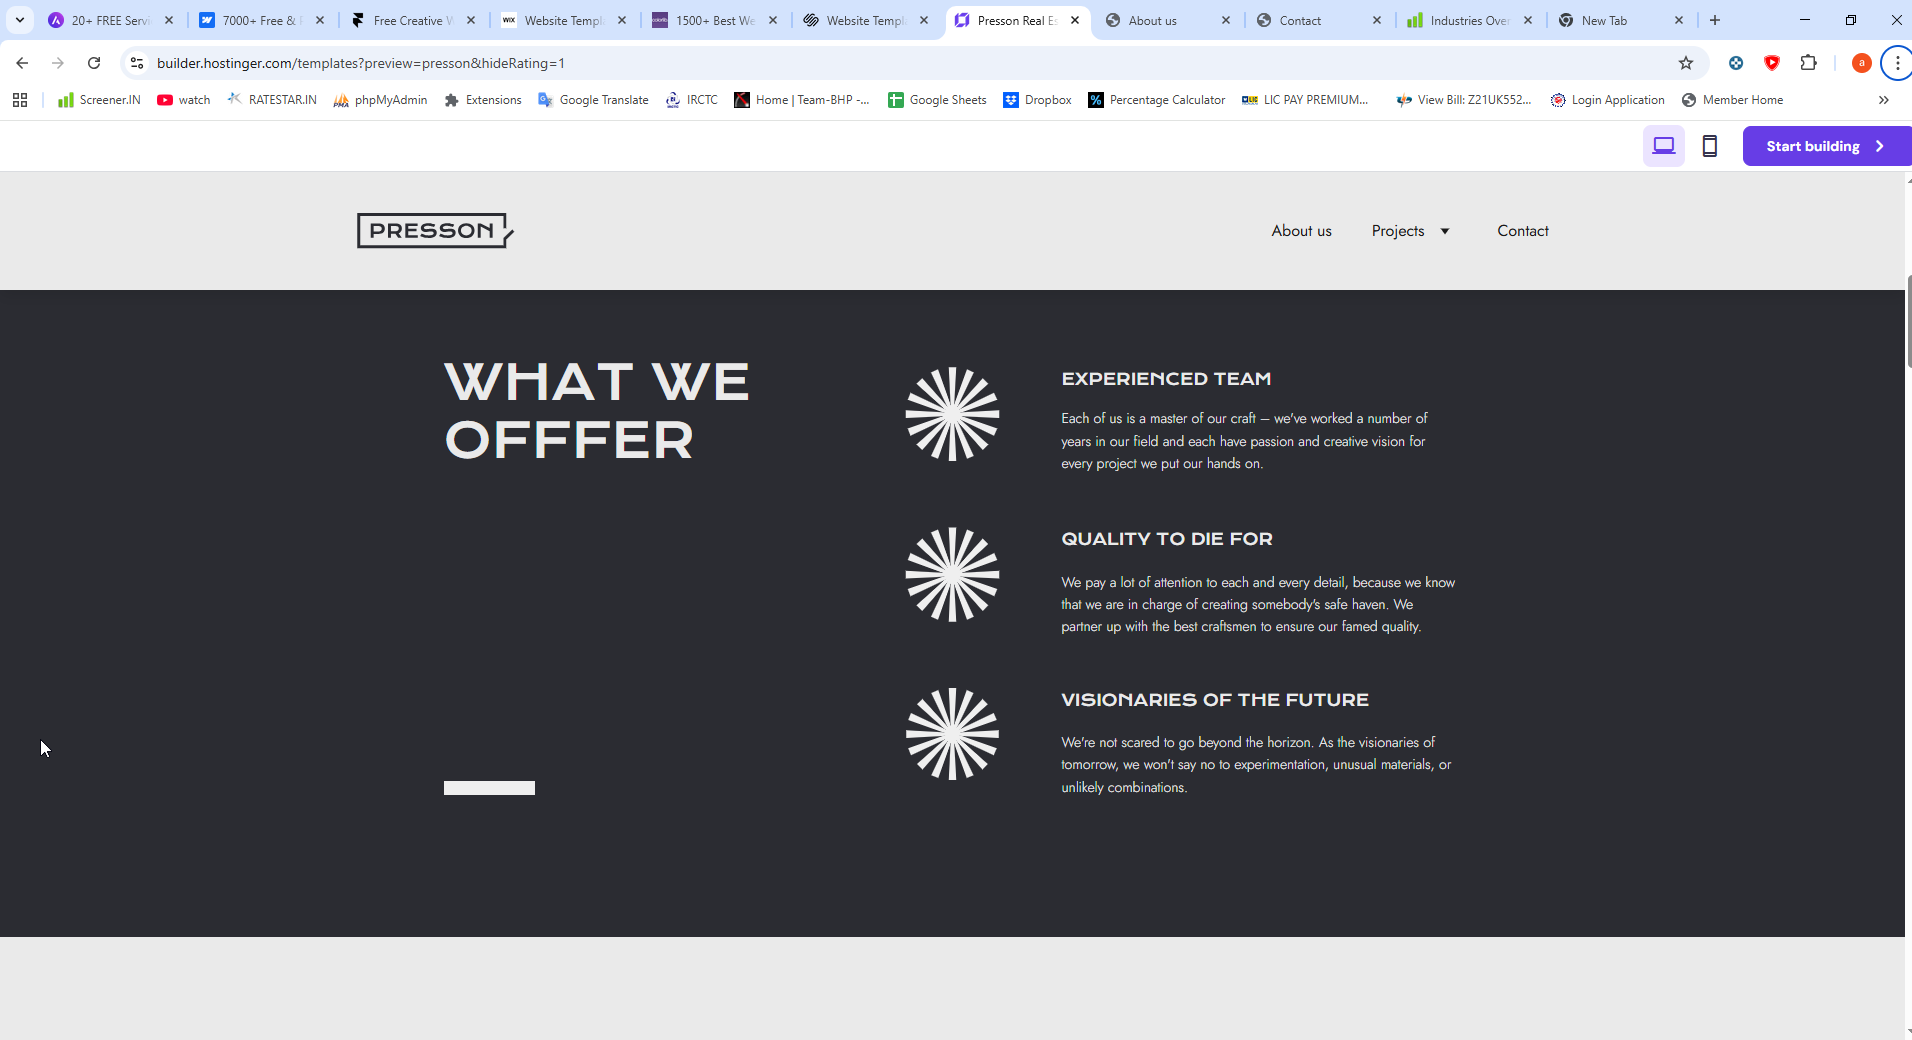 20+ FREE Servi
7000+ Free &
Free Creative W
WIX
Website Templ
1500+ Best We
Website Templ
Presson Real Es
About us
Contact
Industries Over
New Tab
builder.hostinger.com/templates?preview=presson&hideRating=1
a
Screener.IN
watch
RATESTAR.IN
phpMyAdmin
Extensions
Google Translate
IRCTC
Home | Team-BHP -...
Google Sheets
Dropbox
Percentage Calculator
LIC PAY PREMIUM...
View Bill: Z21UK552...
Login Application
Member Home
Start building
PRESSON
About us
Projects
Contact
WHAT WE
OFFFER
EXPERIENCED TEAM
Each of us is a master of our craft – we've worked a number of
years in our field and each have passion and creative vision for
every project we put our hands on.
QUALITY TO DIE FOR
We pay a lot of attention to each and every detail, because we know
that we are in charge of creating somebody's safe haven. We
partner up with the best craftsmen to ensure our famed quality.
VISIONARIES OF THE FUTURE
We're not scared to go beyond the horizon. As the visionaries of
tomorrow, we won't say no to experimentation, unusual materials, or
unlikely combinations.